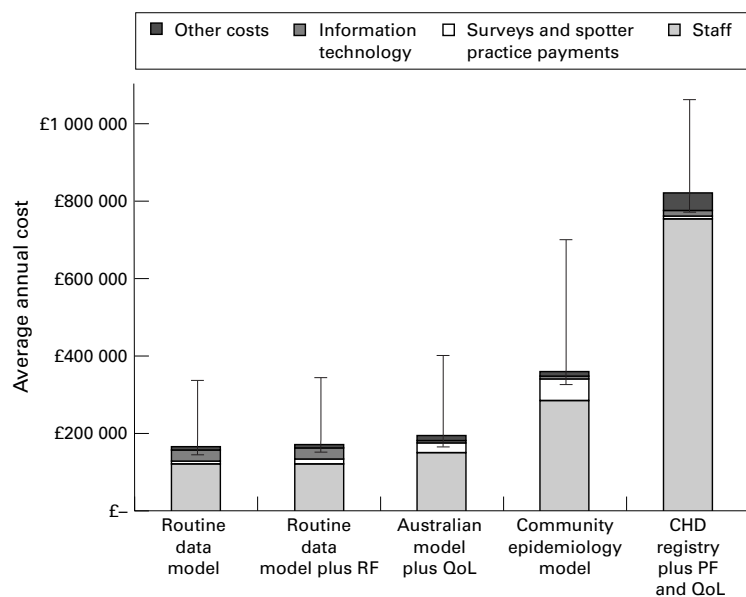 Other costs
Information
technology
Surveys and spotter
practice payments
Staff
Average annual cost
£1 000 000
£800 000
£600 000
£400 000
£200 000
£–
Routine
data
model
Routine
data
model plus RF
Australian
model
plus QoL
Community
epidemiology
model
CHD
registry
plus PF
and QoL